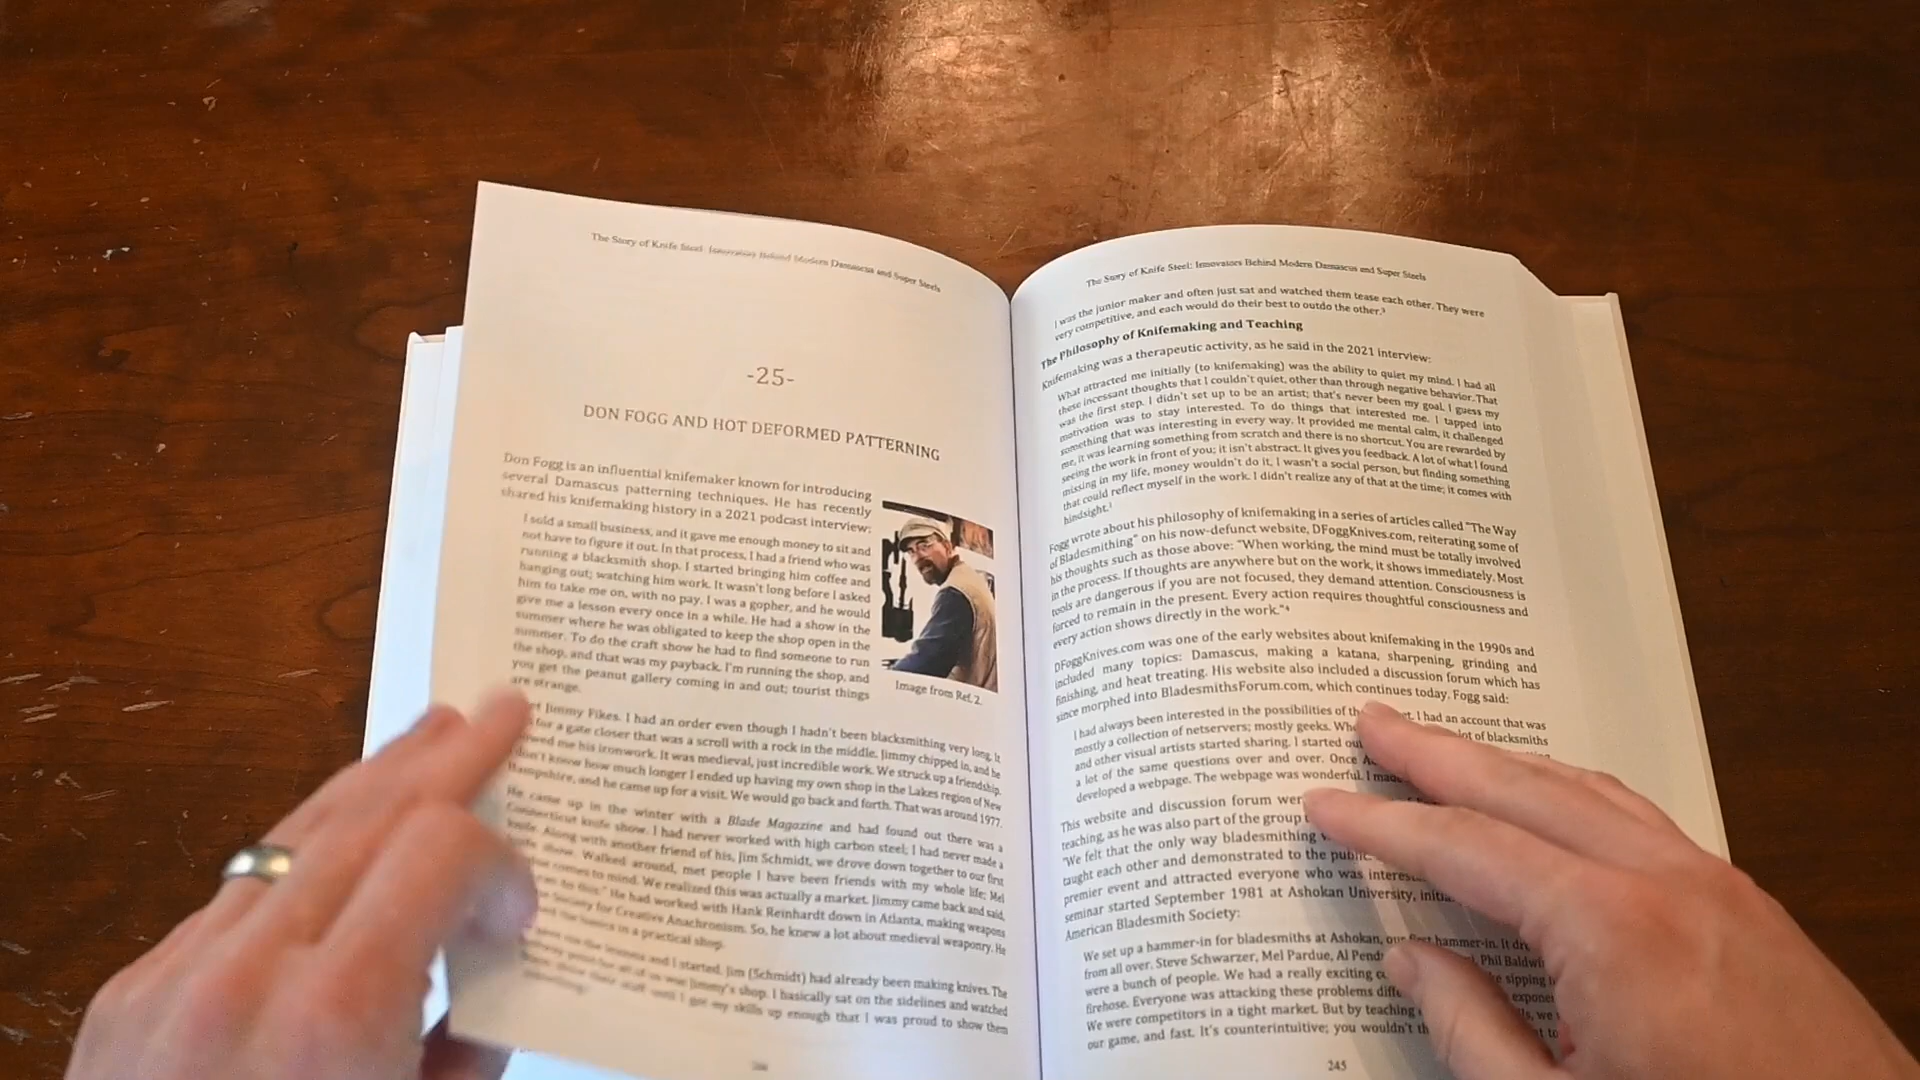 The Story of Knife Steel: Innovators Behind Modern Damascus and Super Steels
-25-
DON FOGG AND HOT DEFORMED PATTERNING
Don Fogg is an influential knifemaker known for introducing
several Damascus patterning techniques. He has recently
shared his knifemaking history in a 2021 podcast interview:
I sold a small business, and it gave me enough money to sit and
not have to figure it out. In that process, I had a friend who was
running a blacksmith shop. I started bringing him coffee and
hanging out; watching him work. It wasn't long before I asked
him to take me on, with no pay. I was a gopher, and he would
give me a lesson every once in a while. He had a show in the
summer where he was obligated to keep the shop open in the
summer. To do the craft show he had to find someone to run
the shop, and that was my payback. I'm running the shop, and
you get the peanut gallery coming in and out; tourist things
are strange.
Image from Ref. 2.
Jimmy Fikes. I had an order even though I hadn't been blacksmithing very long. It
for a gate closer that was a scroll with a rock in the middle. Jimmy chipped in, and he
me his ironwork. It was medieval, just incredible work. We struck up a friendship.
don't know how much longer I ended up having my own shop in the Lakes region of New
Hampshire, and he came up for a visit. We would go back and forth. That was around 1977.
He came up in the winter with a Blade Magazine and had found out there was a
Connecticut knife show. I had never worked with high carbon steel; I had never made a
knife. Along with another friend of his, Jim Schmidt, we drove down together to our first
knife show. Walked around, met people I have been friends with my whole life; Mel
comes to mind. We realized this was actually a market. Jimmy came back and said,
can do this." He had worked with Hank Reinhardt down in Atlanta, making weapons
Society for Creative Anachronism. So, he knew a lot about medieval weaponry. He
in a practical shop.
and I started. Jim (Schmidt) had already been making knives. The
was Jimmy's shop. I basically sat on the sidelines and watched
until I got my skills up enough that I was proud to show them
The Story of Knife Steel: Innovators Behind Modern Damascus and Super Steels
I was the junior maker and often just sat and watched them tease each other. They were
very competitive, and each would do their best to outdo the other.³
The Philosophy of Knifemaking and Teaching
Knifemaking was a therapeutic activity, as he said in the 2021 interview:
What attracted me initially (to knifemaking) was the ability to quiet my mind. I had all
these incessant thoughts that I couldn't quiet, other than through negative behavior. That
was the first step. I didn't set up to be an artist; that's never been my goal. I guess my
motivation was to stay interested. To do things that interested me. I tapped into
something that was interesting in every way. It provided me mental calm, it challenged
me, it was learning something from scratch and there is no shortcut. You are rewarded by
seeing the work in front of you; it isn't abstract. It gives you feedback. A lot of what I found
missing in my life, money wouldn't do it, I wasn't a social person, but finding something
that could reflect myself in the work. I didn't realize any of that at the time; it comes with
hindsight.¹
Fogg wrote about his philosophy of knifemaking in a series of articles called "The Way
of Bladesmithing" on his now-defunct website, DFoggKnives.com, reiterating some of
his thoughts such as those above: "When working, the mind must be totally involved
in the process. If thoughts are anywhere but on the work, it shows immediately. Most
tools are dangerous if you are not focused, they demand attention. Consciousness is
forced to remain in the present. Every action requires thoughtful consciousness and
every action shows directly in the work."⁴
DFoggKnives.com was one of the early websites about knifemaking in the 1990s and
included many topics: Damascus, making a katana, sharpening, grinding and
finishing, and heat treating. His website also included a discussion forum which has
since morphed into BladesmithsForum.com, which continues today. Fogg said:
I had always been interested in the possibilities of I had an account that was
mostly a collection of netservers; mostly geeks. lot of blacksmiths
and other visual artists started sharing. I started
a lot of the same questions over and over. Once
developed a webpage. The webpage was wonderful. I
This website and discussion forum
teaching, as he was also part of the group
"We felt that the only way bladesmithing
taught each other and demonstrated to the public.
premier event and attracted everyone who was
seminar started September 1981 at Ashokan University,
American Bladesmith Society:
We set up a hammer-in for bladesmiths at Ashokan, our first hammer-in. It
from all over. Steve Schwarzer, Mel Pardue, Al Phil
were a bunch of people. We had a really exciting sipping
firehose. Everyone was attacking these problems
We were competitors in a tight market. But by teaching we
our game, and fast. It's counterintuitive; you wouldn't to
245